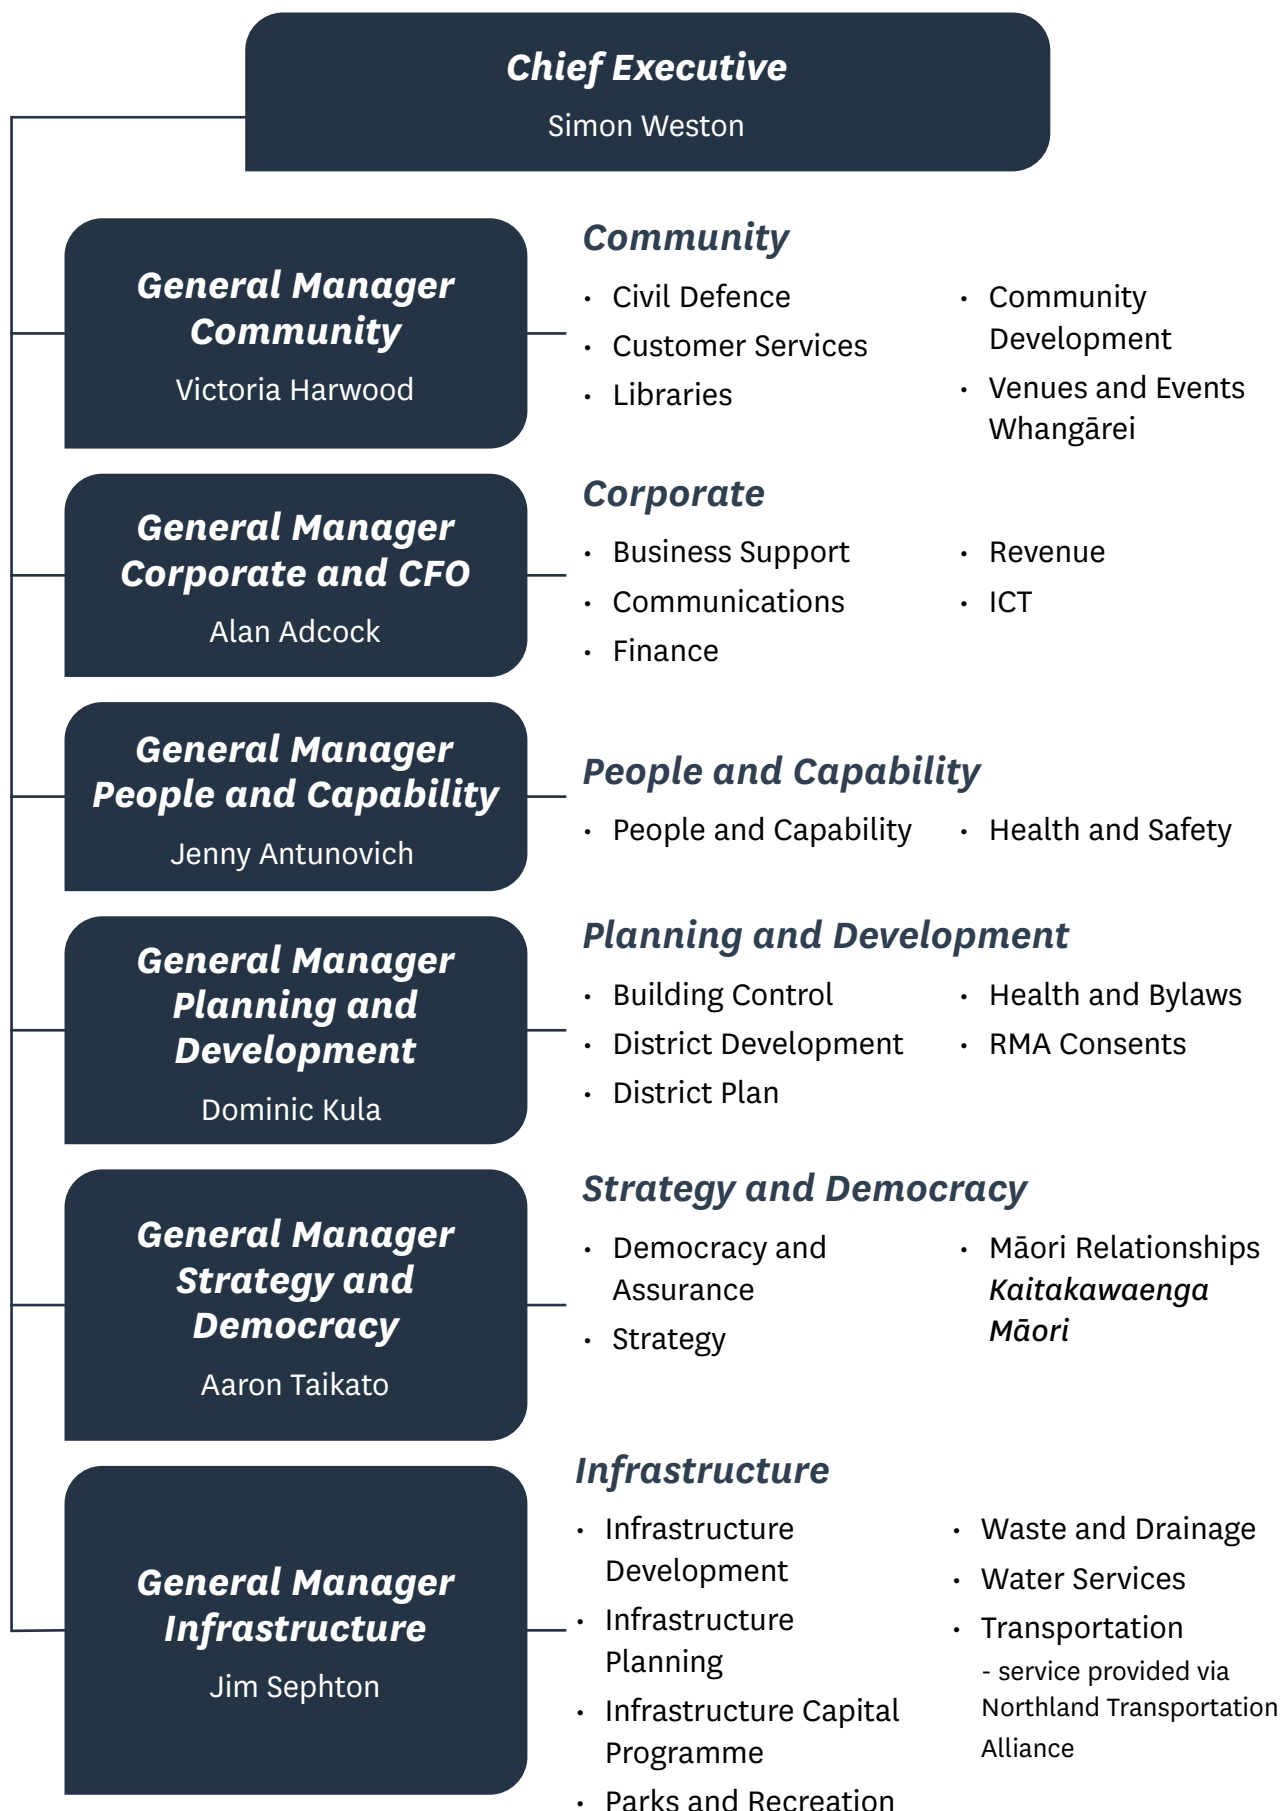 Chief Executive
Simon Weston
General Manager
Community
Victoria Harwood
Community
• Civil Defence
• Customer Services
• Libraries
• Community
Development
• Venues and Events
Whangārei
General Manager
Corporate and CFO
Alan Adcock
Corporate
• Business Support
• Communications
• Finance
• Revenue
• ICT
General Manager
People and Capability
Jenny Antunovich
People and Capability
• People and Capability
• Health and Safety
General Manager
Planning and
Development
Dominic Kula
Planning and Development
• Building Control
• District Development
• District Plan
• Health and Bylaws
• RMA Consents
General Manager
Strategy and
Democracy
Aaron Taikato
Strategy and Democracy
• Democracy and
Assurance
• Strategy
• Māori Relationships
Kaitakawaenga
Māori
General Manager
Infrastructure
Jim Sephton
Infrastructure
• Infrastructure
Development
• Infrastructure
Planning
• Infrastructure Capital
Programme
• Parks and Recreation
• Waste and Drainage
• Water Services
• Transportation
- service provided via
Northland Transportation
Alliance